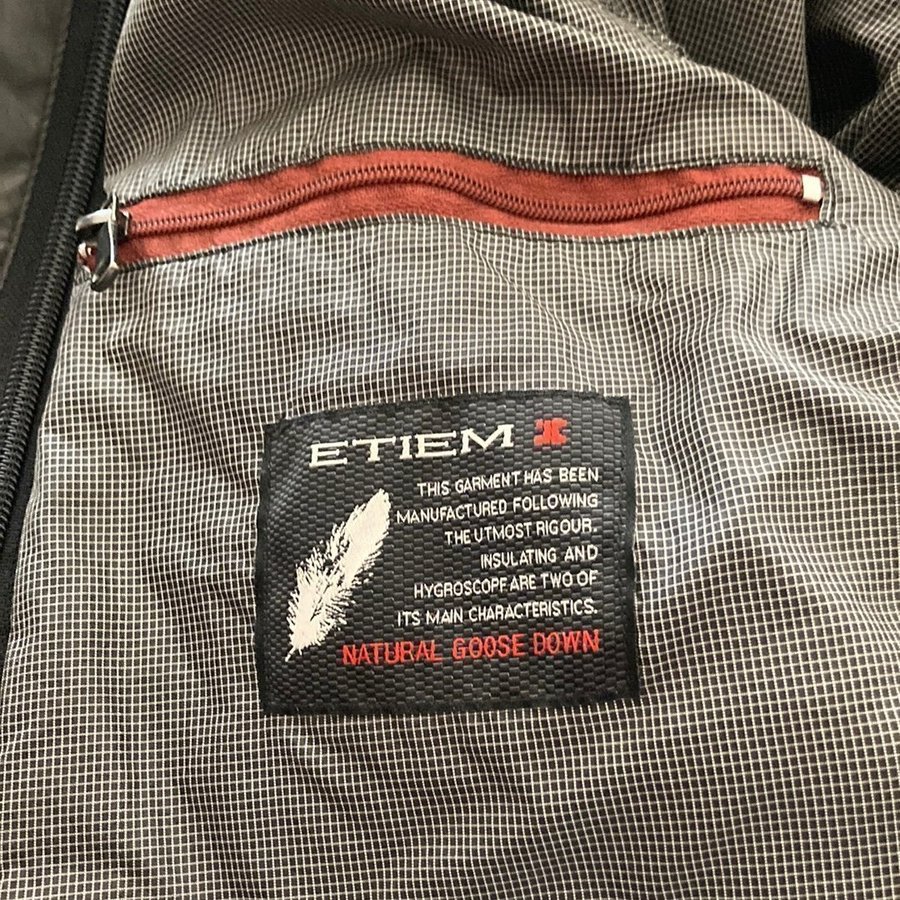 ETIEM
THIS GARMENT HAS BEEN
MANUFACTURED FOLLOWING
THE UTMOST RIGOUR.
INSULATING AND
HYGROSCOPE ARE TWO OF
ITS MAIN CHARACTERISTICS.
NATURAL GOOSE DOWN